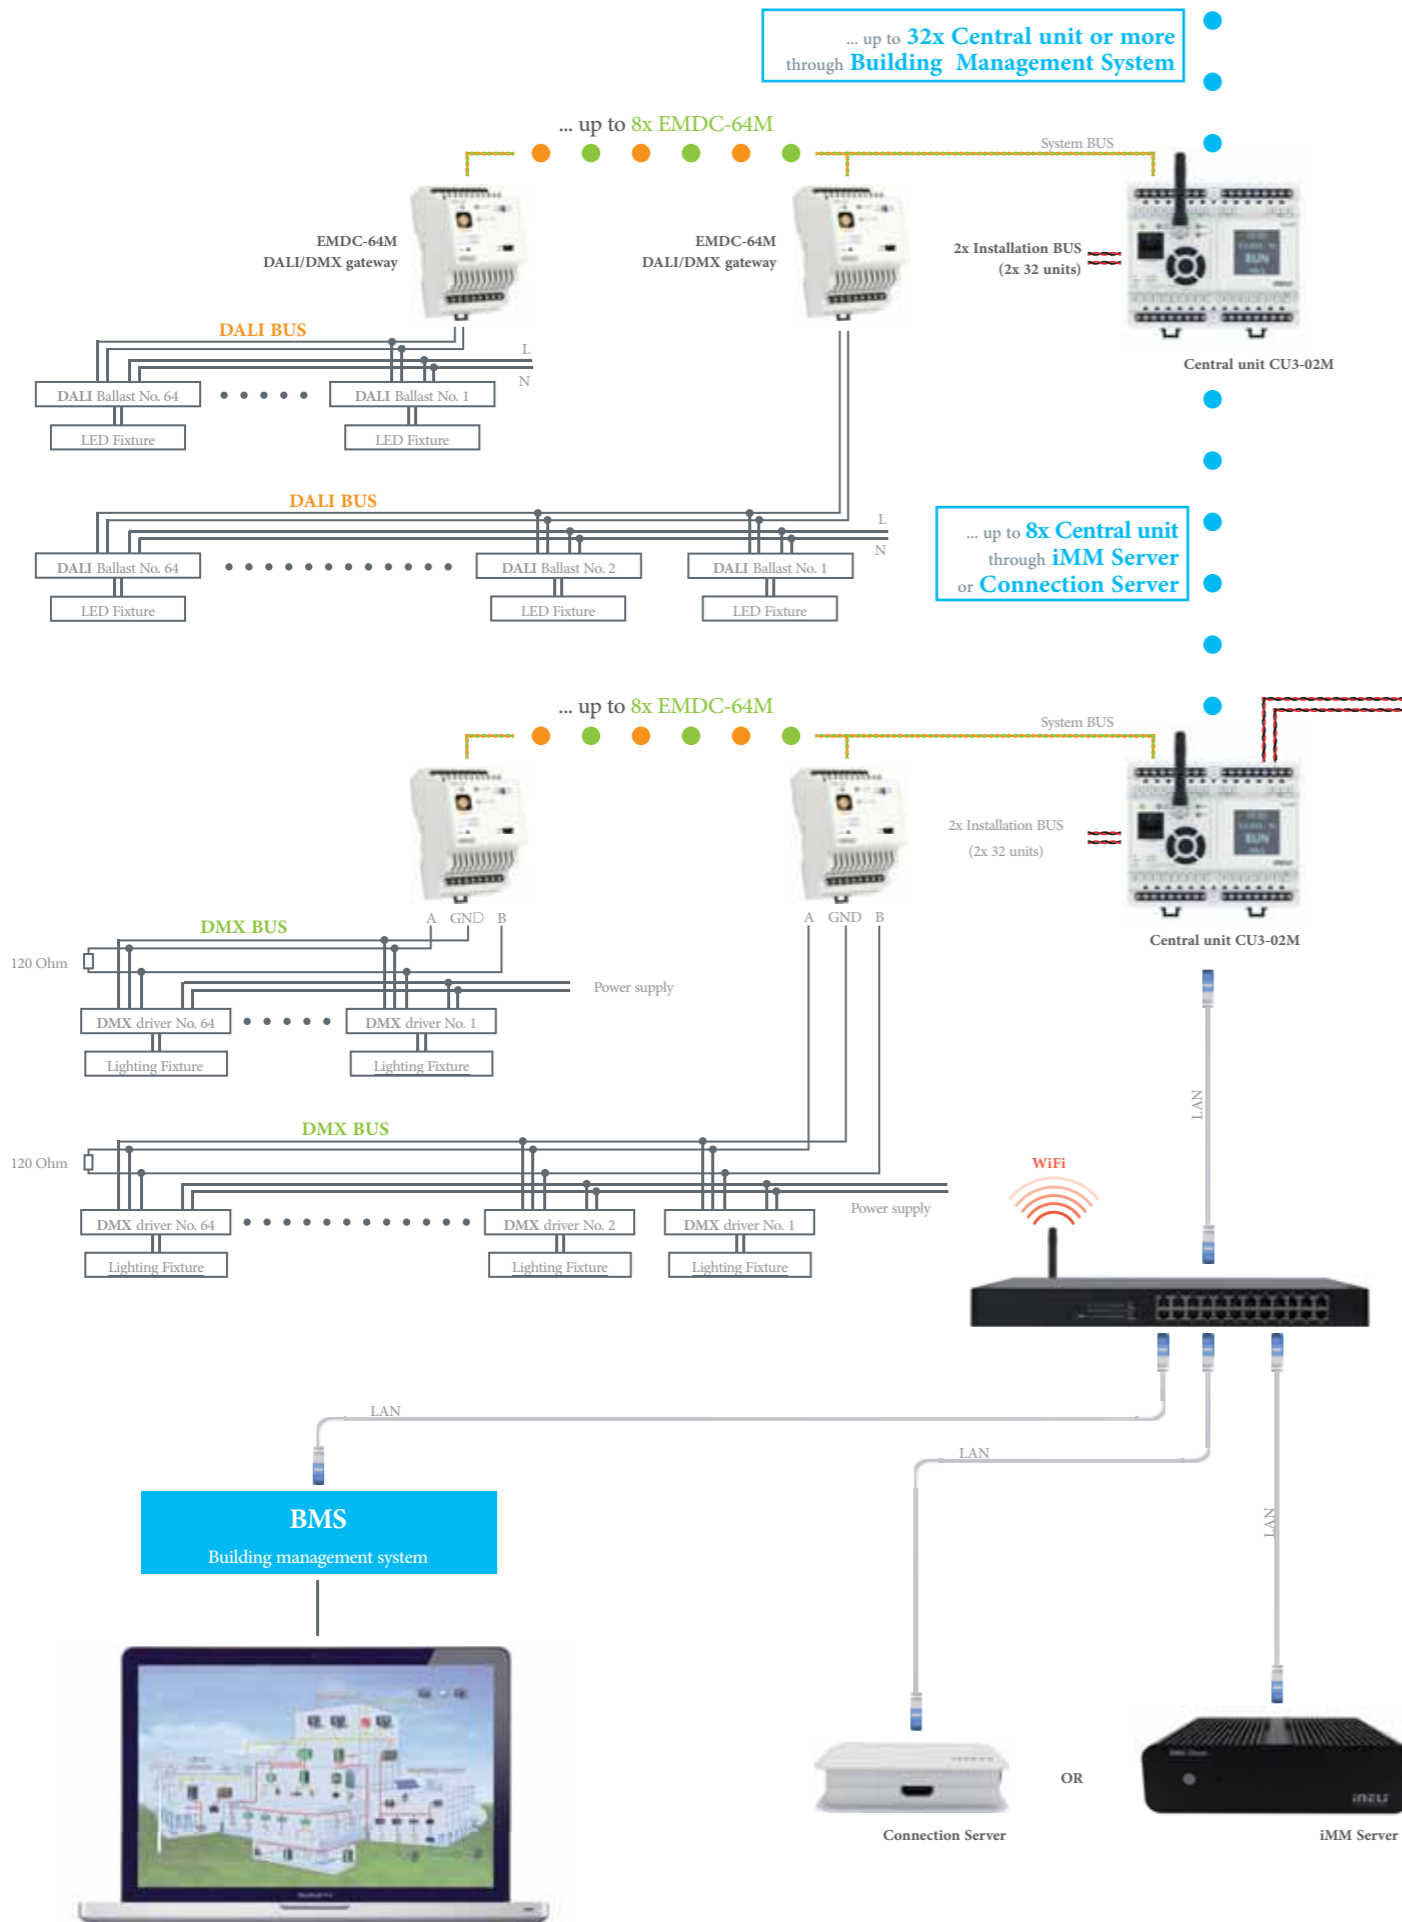 ... up to 32x Central unit or more
through Building Management System
... up to 8x EMDC-64M
System BUS
EMDC-64M
DALI/DMX gateway
EMDC-64M
DALI/DMX gateway
2x Installation BUS
(2x 32 units)
RUN
Central unit CU3-02M
DALI BUS
L
N
DALI Ballast No. 64
DALI Ballast No. 1
LED Fixture
LED Fixture
DALI BUS
L
N
DALI Ballast No. 64
DALI Ballast No. 2
DALI Ballast No. 1
LED Fixture
LED Fixture
LED Fixture
... up to 8x Central unit
through iMM Server
or Connection Server
... up to 8x EMDC-64M
System BUS
2x Installation BUS
(2x 32 units)
RUN
Central unit CU3-02M
A GND B
A GND B
DMX BUS
120 Ohm
Power supply
DMX driver No. 64
DMX driver No. 1
Lighting Fixture
Lighting Fixture
LAN
DMX BUS
120 Ohm
Power supply
DMX driver No. 64
DMX driver No. 2
DMX driver No. 1
Lighting Fixture
Lighting Fixture
Lighting Fixture
WiFi
LAN
LAN
LAN
BMS
Building management system
OR
iNELS
Connection Server
iMM Server